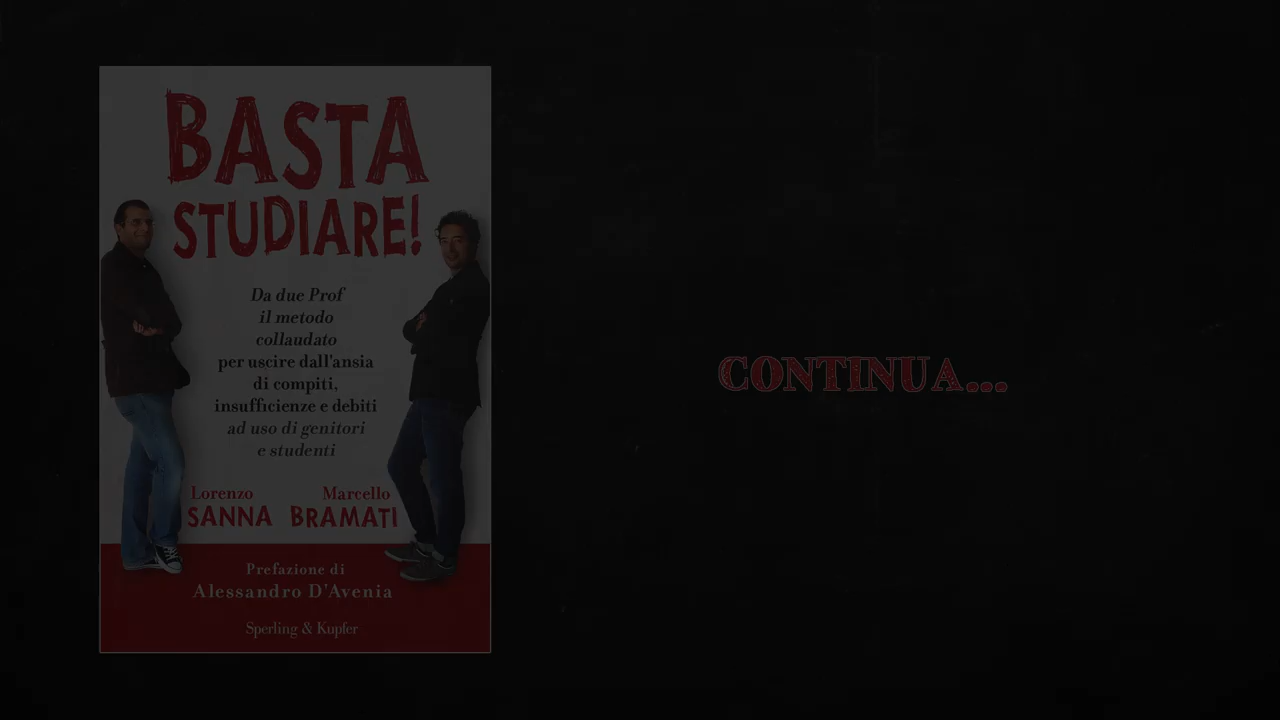 BASTA
STUDIARE!
Da due Prof
il metodo
collaudato
per uscire dall'ansia
di compiti,
insufficienze e debiti
ad uso di genitori
e studenti
Lorenzo Marcello
SANNA BRAMATI
Prefazione di
Alessandro D'Avenia
Sperling & Kupfer
CONTINUA...